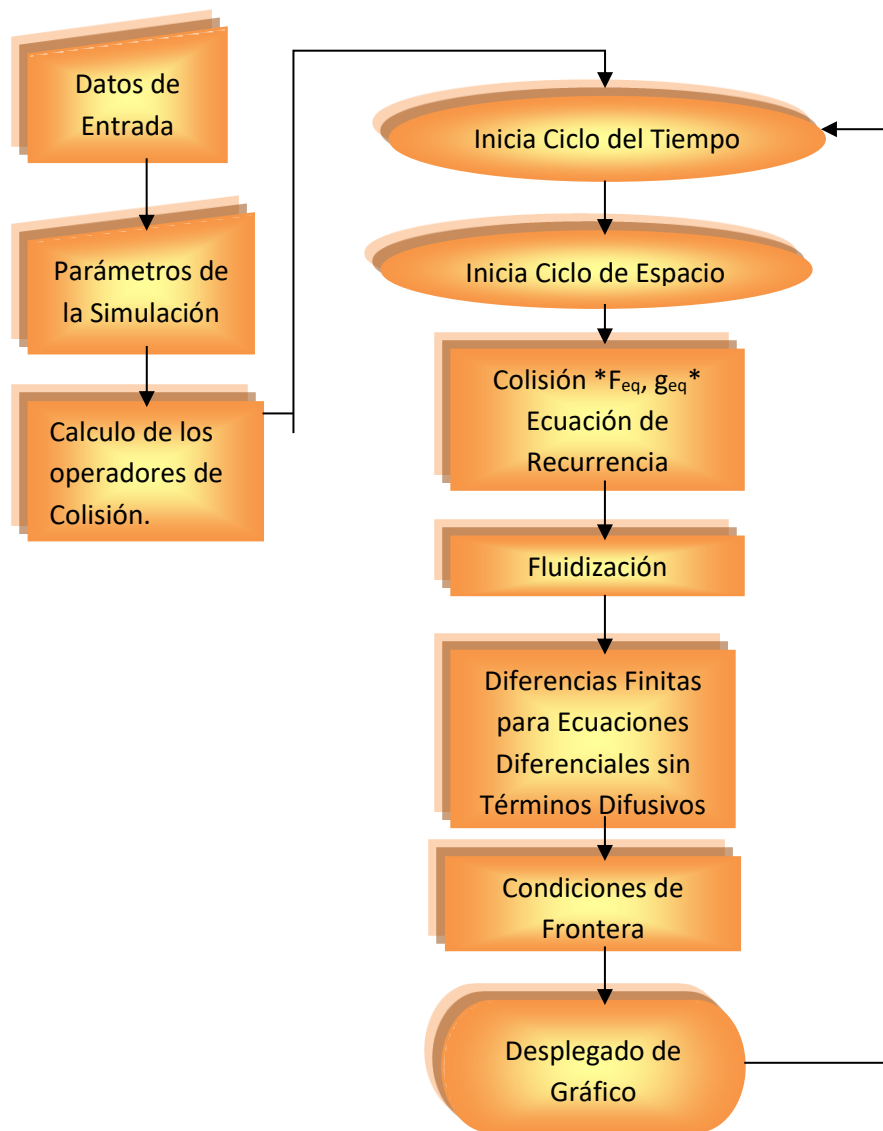 Datos de
Entrada
Parámetros de
la Simulación
Calculo de los
operadores de
Colisión.
Inicia Ciclo del Tiempo
Inicia Ciclo de Espacio
Colisión *Feq, geq*
Ecuación de
Recurrencia
Fluidización
Diferencias Finitas
para Ecuaciones
Diferenciales sin
Términos Difusivos
Condiciones de
Frontera
Desplegado de
Gráfico